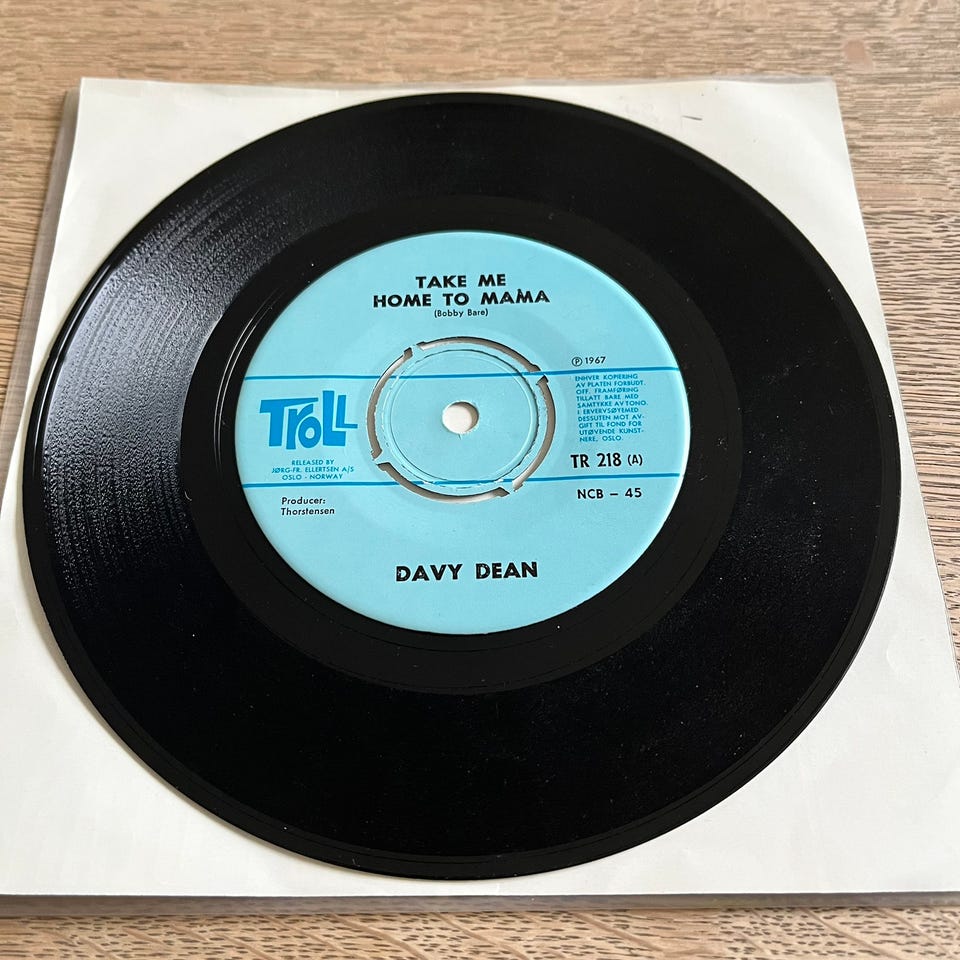 TAKE ME
HOME TO MAMA
(Bobby Bare)
Ⓟ 1967
ENHVER KOPIERING
AV PLATEN FORBUDT.
OFF. FRAMFØRING
TILLATT BARE MED
SAMTYKKE AV TONO.
I ERVERVSØYEMED
DESSUTEN MOT AV-
GIFT TIL FOND FOR
UTØVENDE KUNST-
NERE, OSLO.
TROLL
RELEASED BY
JØRG-FR. ELLERTSEN A/S
OSLO - NORWAY
TR 218 (A)
NCB – 45
Producer:
Thorstensen
DAVY DEAN